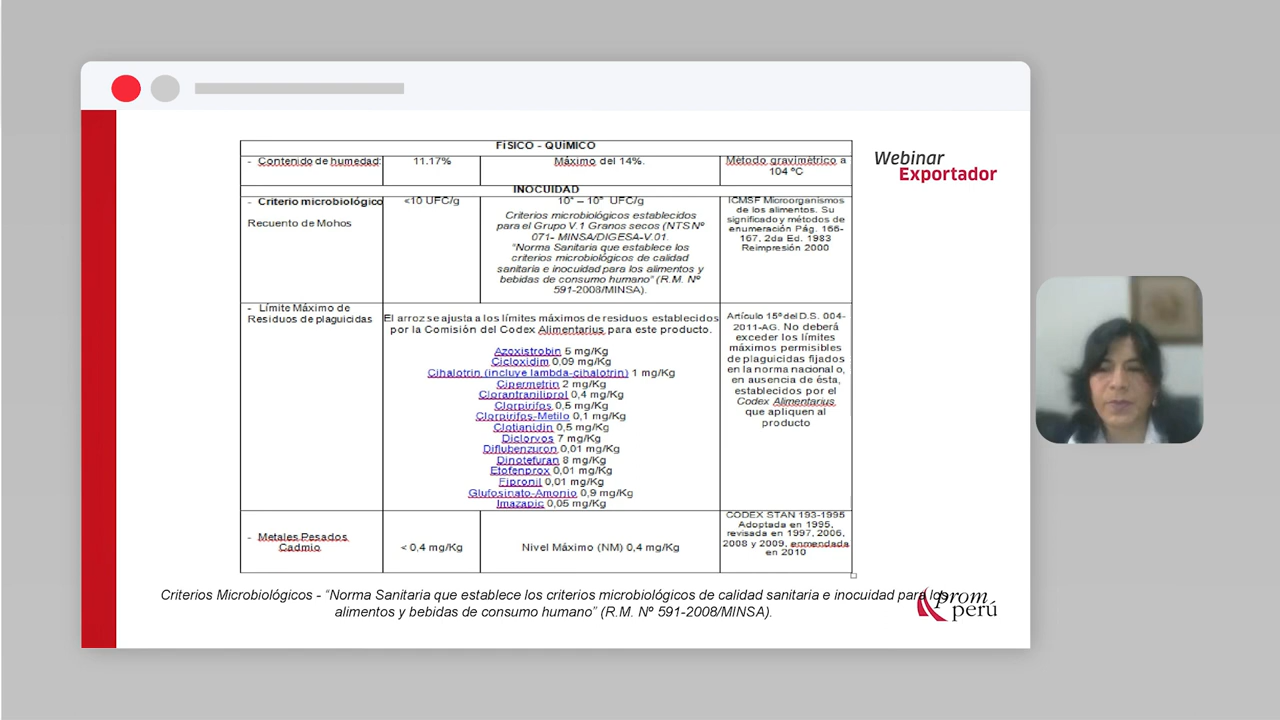 FÍSICO - QUÍMICO
- Contenido de humedad: 11.17% Máximo del 14%. Método gravimétrico a
104 ºC
INOCUIDAD
- Criterio microbiológico
Recuento de Mohos
<10 UFC/g
UFC/g
Criterios microbiológicos establecidos
para el Grupo V.1 Granos secos (NTS Nº
071- MINSA/DIGESA-V.01.
"Norma Sanitaria que establece los
criterios microbiológicos de calidad
sanitaria e inocuidad para los alimentos y
bebidas de consumo humano" (R.M. Nº
591-2008/MINSA).
ICMSF Microorganismos
de los alimentos. Su
significado y métodos de
enumeración Pág. 166-
167, 2da Ed. 1983
Reimpresión 2000
- Límite Máximo de
Residuos de plaguicidas
El arroz se ajusta a los límites máximos de residuos establecidos
por la Comisión del Codex Alimentarius para este producto.
Azoxistrobin 5 mg/Kg
Cicloxidim 0,09 mg/Kg
Cihalotrin (incluye lambda-cihalotrin) 1 mg/Kg
Cipermetrin 2 mg/Kg
Clorantraniliprol 0,4 mg/Kg
Clorpirifos 0,5 mg/Kg
Clorpirifos-Metilo 0,1 mg/Kg
Clotianidin 0,5 mg/Kg
Diclorvos 7 mg/Kg
Diflubenzuron 0,01 mg/Kg
Dinotefuran 8 mg/Kg
Etofenprox 0,01 mg/Kg
Fipronil 0,01 mg/Kg
Glufosinato-Amonio 0,9 mg/Kg
Imazapic 0,05 mg/Kg
Artículo 15º del D.S. 004-
2011-AG. No deberá
exceder los límites
máximos permisibles
de plaguicidas fijados
en la norma nacional o,
en ausencia de ésta,
establecidos por el
Codex Alimentarius
que apliquen al
producto
- Metales Pesados
Cadmio
< 0,4 mg/Kg
Nivel Máximo (NM) 0,4 mg/Kg
CODEX STAN 193-1995
Adoptada en 1995,
revisada en 1997, 2006,
2008 y 2009, enmendada
en 2010
Webinar
Exportador
Criterios Microbiológicos - "Norma Sanitaria que establece los criterios microbiológicos de calidad sanitaria e inocuidad para los
alimentos y bebidas de consumo humano" (R.M. Nº 591-2008/MINSA).
prom
perú